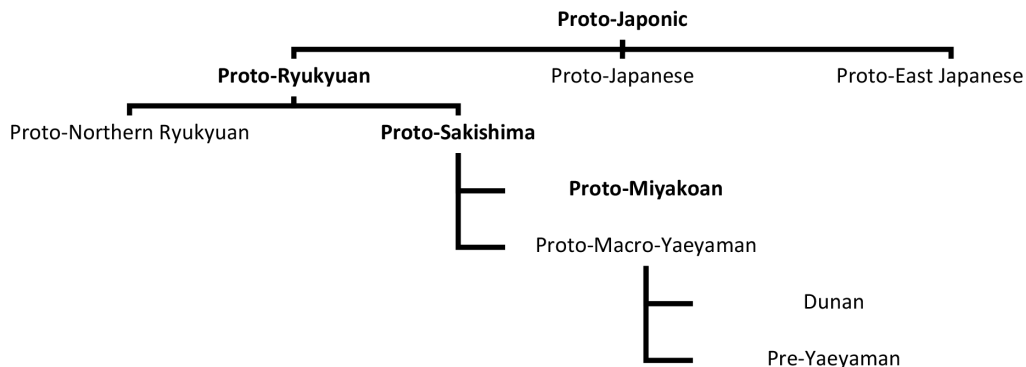 Proto-Japonic
Proto-Ryukyuan Proto-Japanese Proto-East Japanese
Proto-Northern Ryukyuan Proto-Sakishima
Proto-Miyakoan
Proto-Macro-Yaeyaman
Dunan
Pre-Yaeyaman